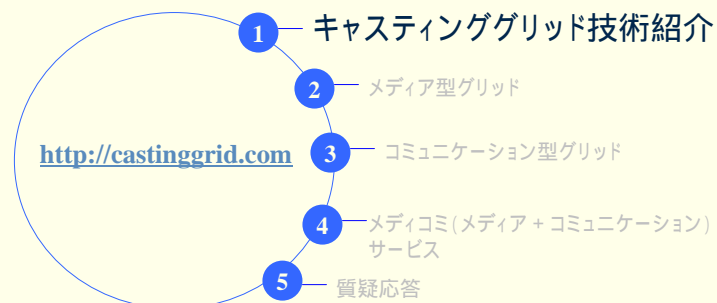 1 キャスティンググリッド技術紹介
2 メディア型グリッド
http://castinggrid.com
3 コミュニケーション型グリッド
4 メディコミ(メディア + コミュニケーション)
サービス
5 質疑応答